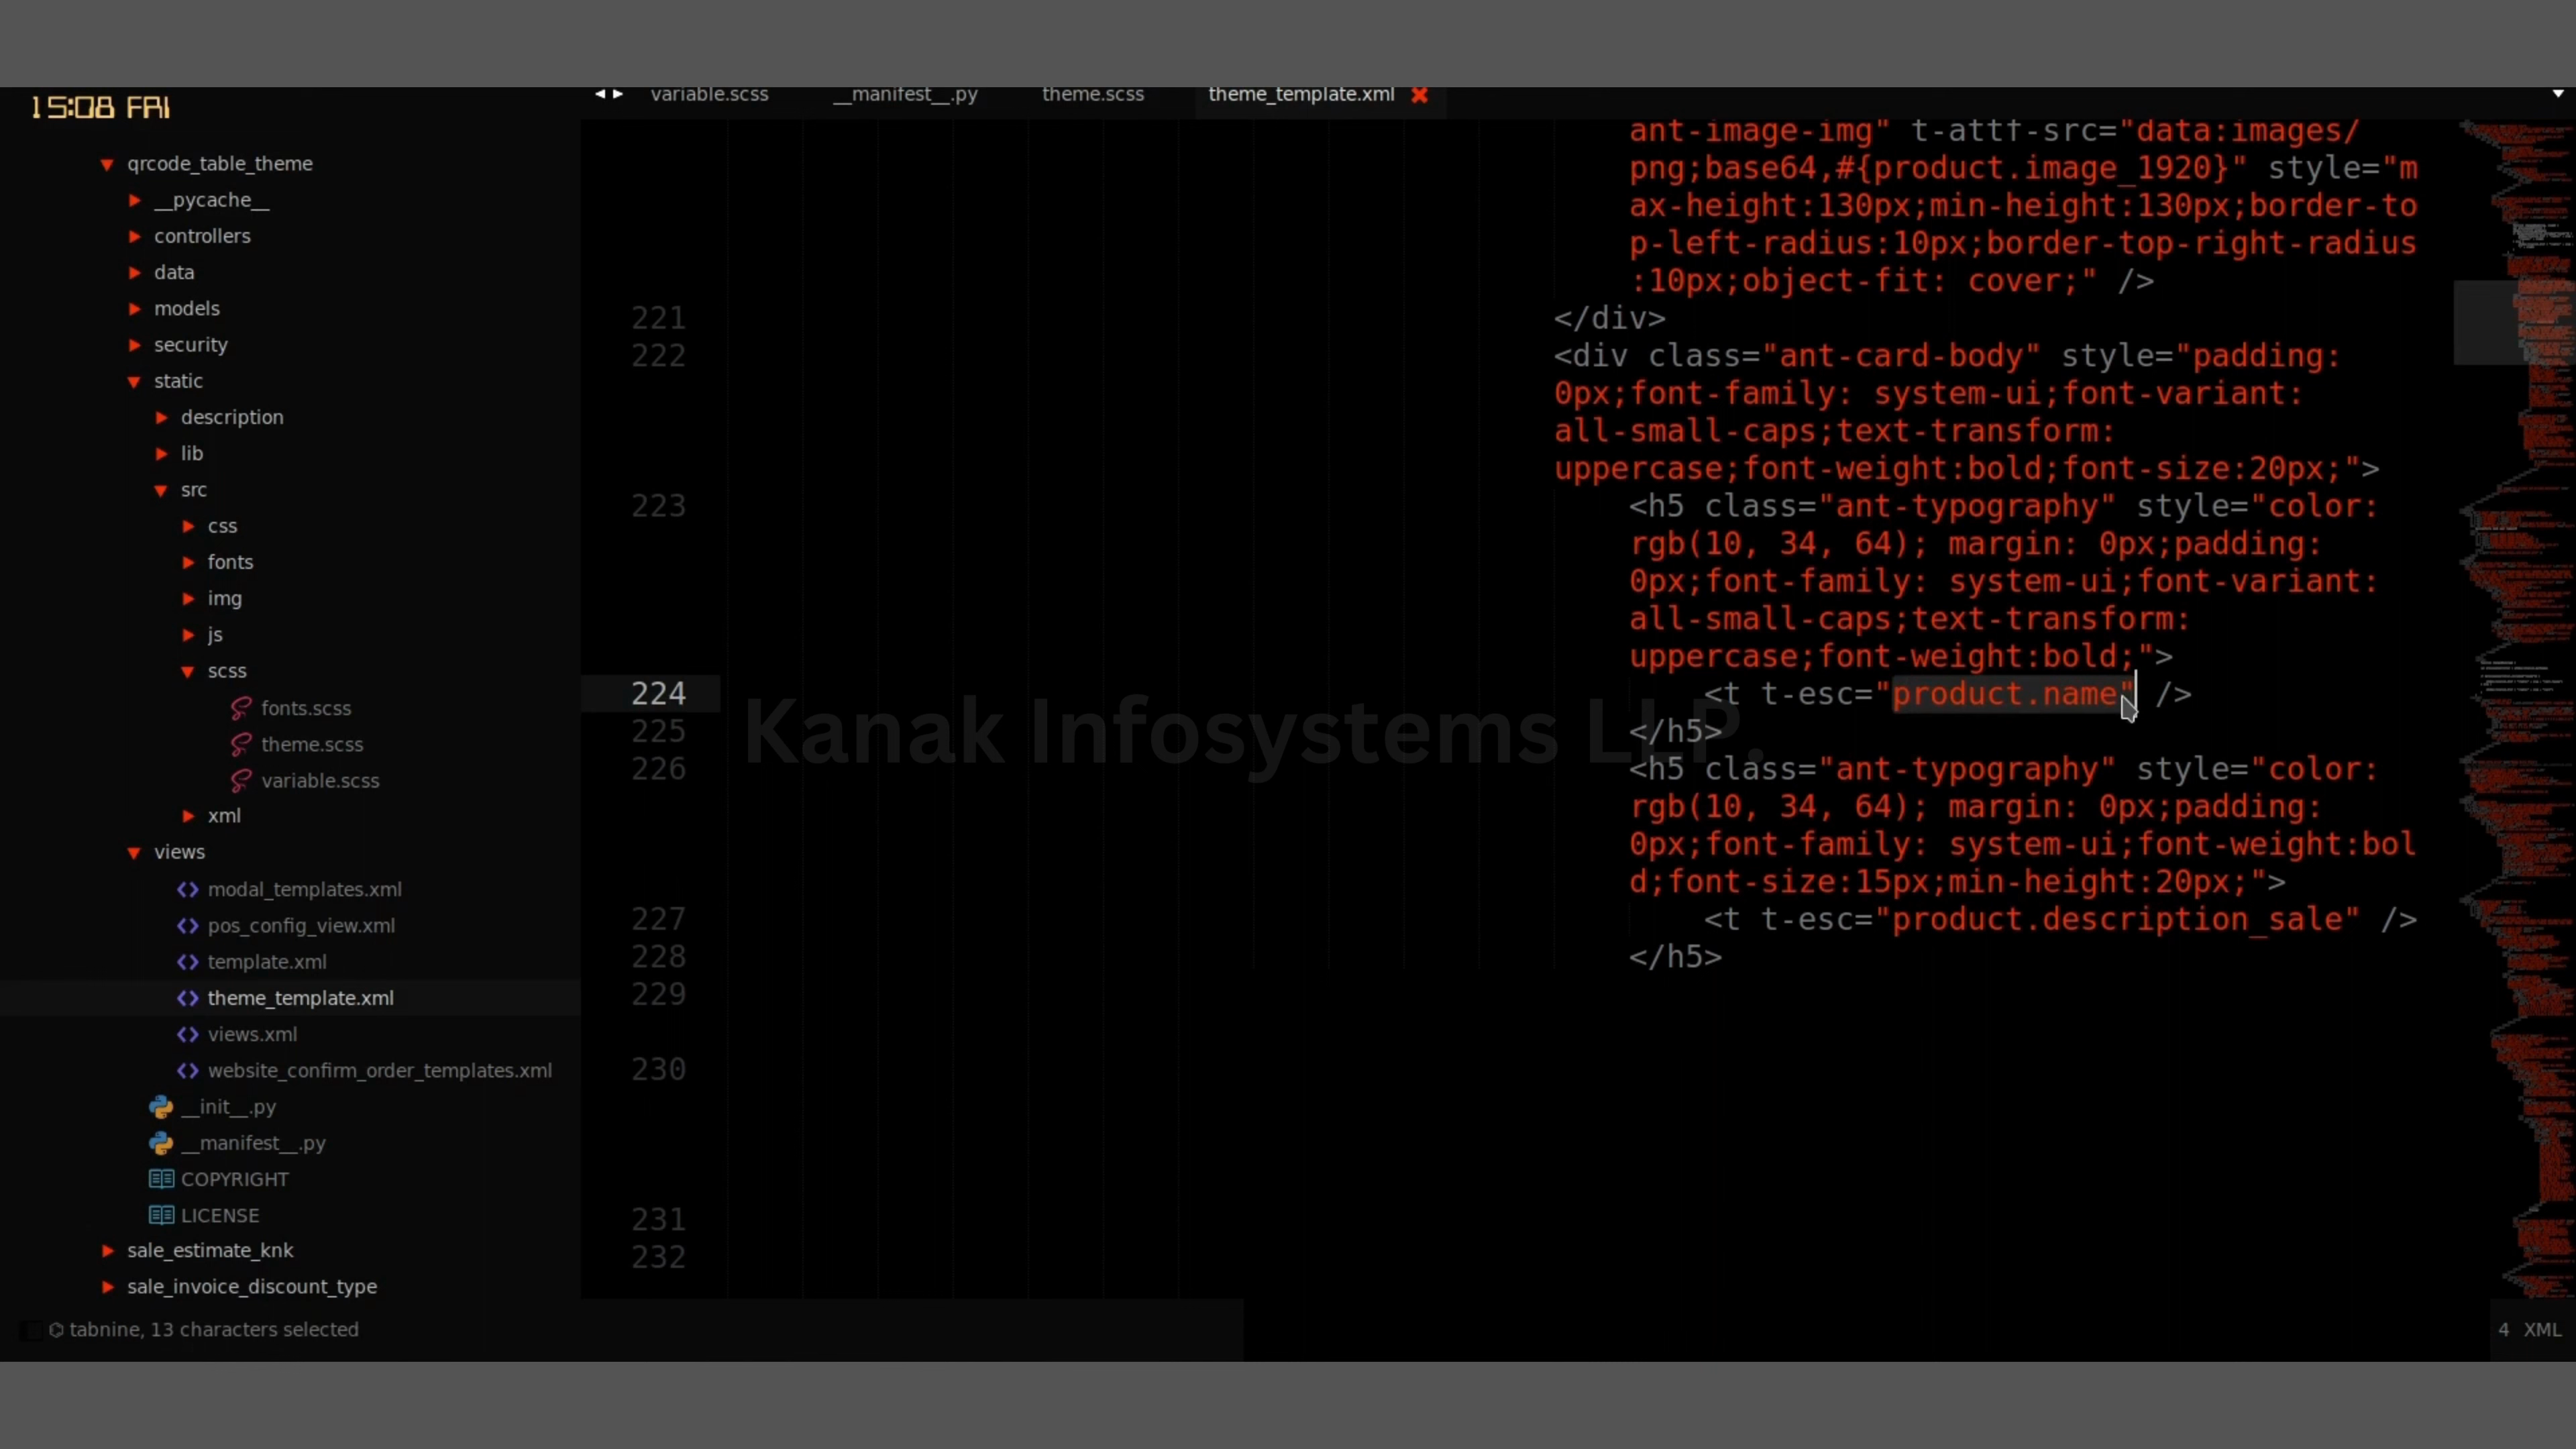 15:08 FRI
variable.scss
__manifest__.py
theme.scss
theme_template.xml
qrcode_table_theme
__pycache__
controllers
data
models
security
static
description
lib
src
css
fonts
img
js
scss
fonts.scss
theme.scss
variable.scss
xml
views
modal_templates.xml
pos_config_view.xml
template.xml
theme_template.xml
views.xml
website_confirm_order_templates.xml
__init__.py
__manifest__.py
COPYRIGHT
LICENSE
sale_estimate_knk
sale_invoice_discount_type
ant-image-img" t-attf-src="data:images/
png;base64,#{product.image_1920}" style="m
ax-height:130px;min-height:130px;border-to
p-left-radius:10px;border-top-right-radius
:10px;object-fit: cover;" />
221 </div>
222 <div class="ant-card-body" style="padding:
0px;font-family: system-ui;font-variant:
all-small-caps;text-transform:
uppercase;font-weight:bold;font-size:20px;">
223 <h5 class="ant-typography" style="color:
rgb(10, 34, 64); margin: 0px;padding:
0px;font-family: system-ui;font-variant:
all-small-caps;text-transform:
uppercase;font-weight:bold;">
224 <t t-esc="product.name" />
225 </h5>
226 <h5 class="ant-typography" style="color:
rgb(10, 34, 64); margin: 0px;padding:
0px;font-family: system-ui;font-weight:bol
d;font-size:15px;min-height:20px;">
227 <t t-esc="product.description_sale" />
228 </h5>
229
230
231
232
Kanak Infosystems LLP.
tabnine, 13 characters selected
4 XML